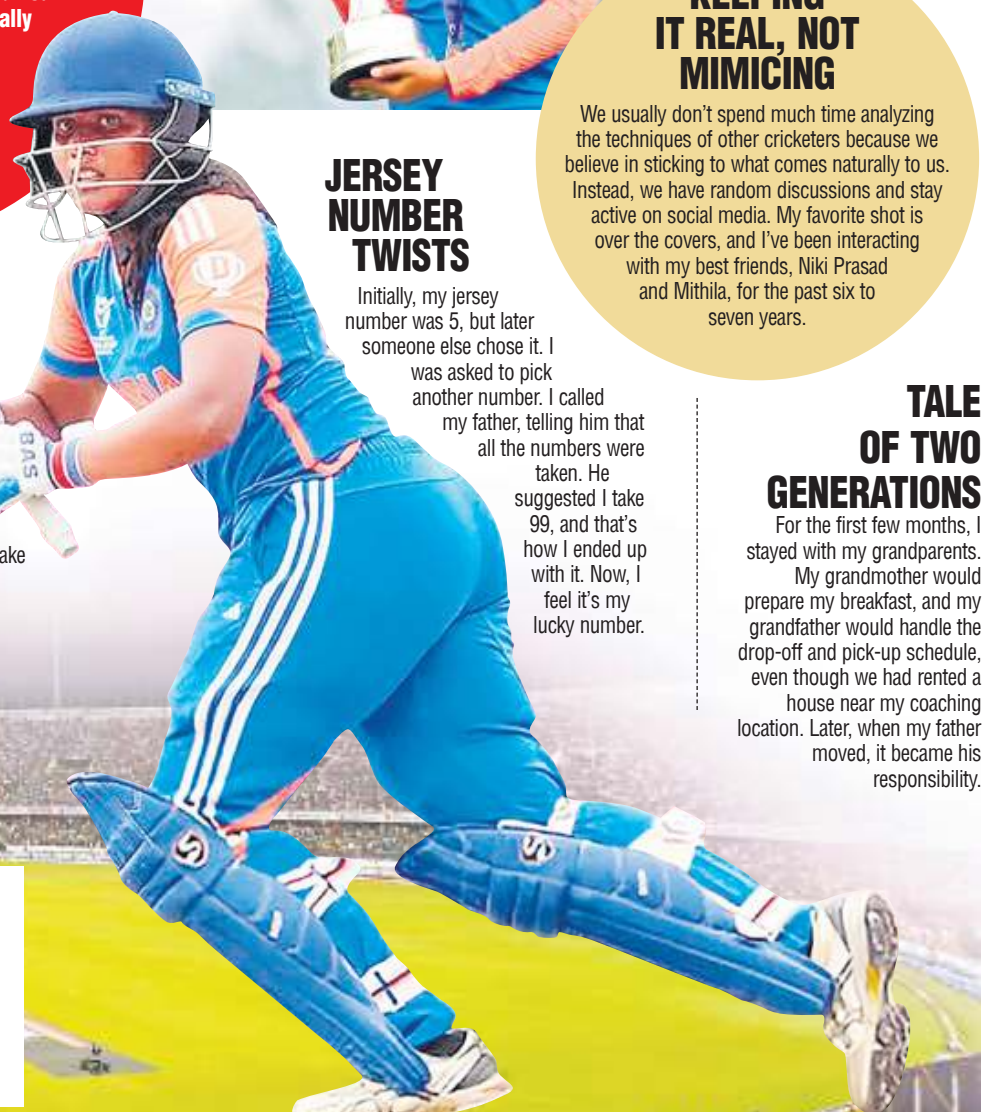 ally
KEEPING
IT REAL, NOT
MIMICING
We usually don't spend much time analyzing
the techniques of other cricketers because we
believe in sticking to what comes naturally to us.
Instead, we have random discussions and stay
active on social media. My favorite shot is
over the covers, and I've been interacting
with my best friends, Niki Prasad
and Mithila, for the past six to
seven years.
JERSEY
NUMBER
TWISTS
Initially, my jersey
number was 5, but later
someone else chose it. I
was asked to pick
another number. I called
my father, telling him that
all the numbers were
taken. He
suggested I take
99, and that's
how I ended up
with it. Now, I
feel it's my
lucky number.
TALE
OF TWO
GENERATIONS
For the first few months, I
stayed with my grandparents.
My grandmother would
prepare my breakfast, and my
grandfather would handle the
drop-off and pick-up schedule,
even though we had rented a
house near my coaching
location. Later, when my father
moved, it became his
responsibility.
ake
BAS
D
S
S